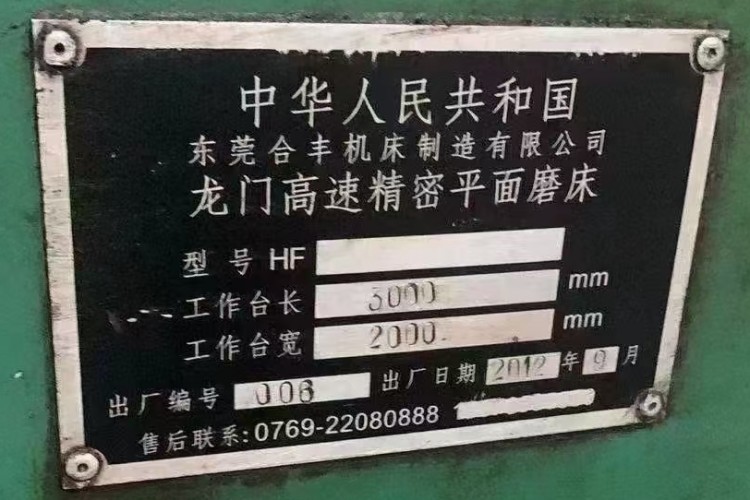 中华人民共和国
东莞合丰机床制造有限公司
龙门高速精密平面磨床
型号 HF
工作台长 3000 mm
工作台宽 2000 mm
出厂编号 006 出厂日期 2012 年 9 月
售后联系:0769-22080888